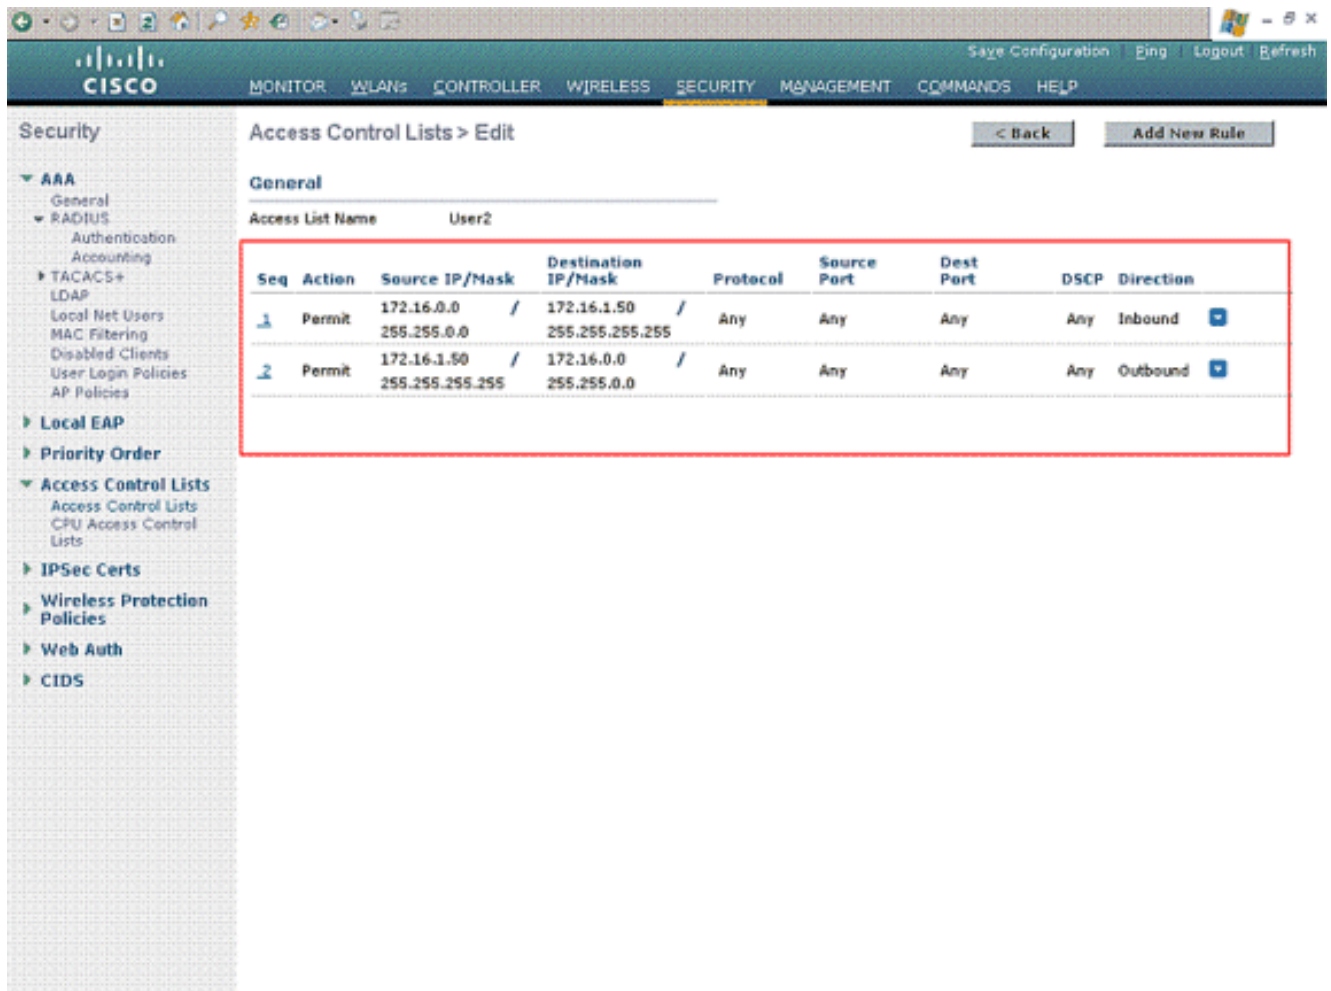 Save Configuration | Ping | Logout | Refresh
CISCO
MONITOR WLANs CONTROLLER WIRELESS SECURITY MANAGEMENT COMMANDS HELP
Security
AAA
General
RADIUS
Authentication
Accounting
TACACS+
LDAP
Local Net Users
MAC Filtering
Disabled Clients
User Login Policies
AP Policies
Local EAP
Priority Order
Access Control Lists
Access Control Lists
CPU Access Control
Lists
IPSec Certs
Wireless Protection
Policies
Web Auth
CIDS
Access Control Lists > Edit
< Back
Add New Rule
General
Access List Name User2
Seq Action Source IP/Mask Destination IP/Mask Protocol Source Port Dest Port DSCP Direction
1 Permit 172.16.0.0 / 172.16.1.50 / Any Any Any Any Inbound
255.255.0.0 255.255.255.255
2 Permit 172.16.1.50 / 172.16.0.0 / Any Any Any Any Outbound
255.255.255.255 255.255.0.0